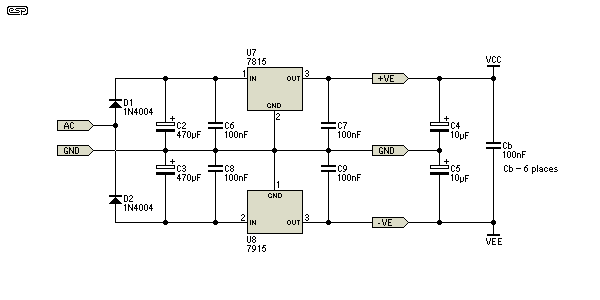 esp
U7
7815
VCC
1 IN OUT 3
+VE
D1
1N4004
GND
2
C2
470µF
C6
100nF
C7
100nF
C4
10µF
AC
Cb
100nF
GND
GND
Cb – 6 places
C3
470µF
C8
100nF
C9
100nF
C5
10µF
1
GND
D2
1N4004
2 IN OUT 3
-VE
U8
7915
VEE
+
+
+
+